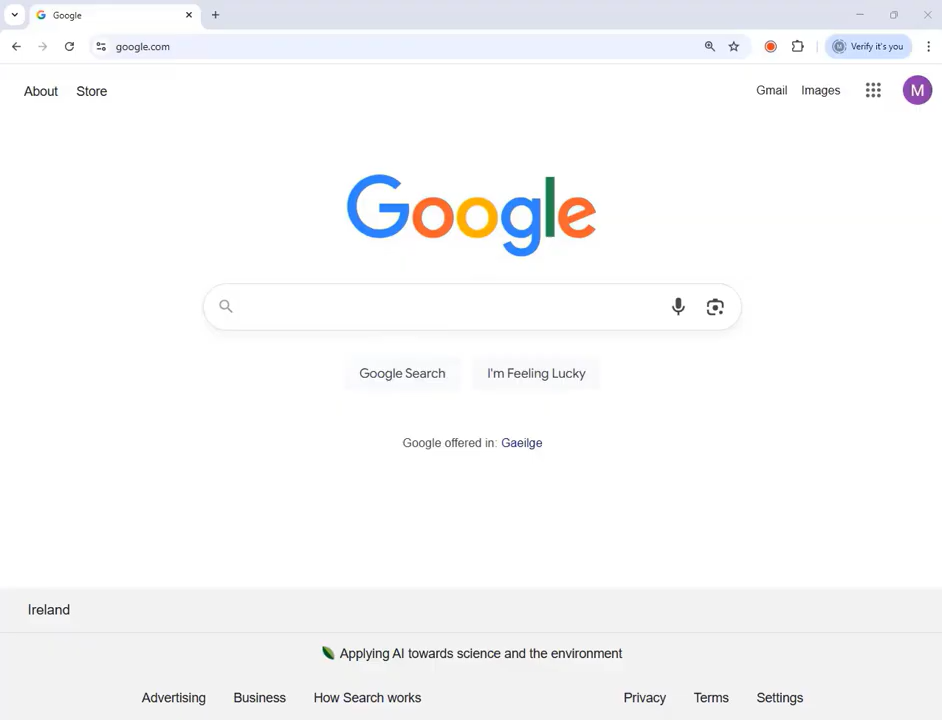 Google
google.com
Verify it's you
About Store
Gmail Images
M
Google
Google Search I'm Feeling Lucky
Google offered in: Gaeilge
Ireland
Applying AI towards science and the environment
Advertising Business How Search works Privacy Terms Settings